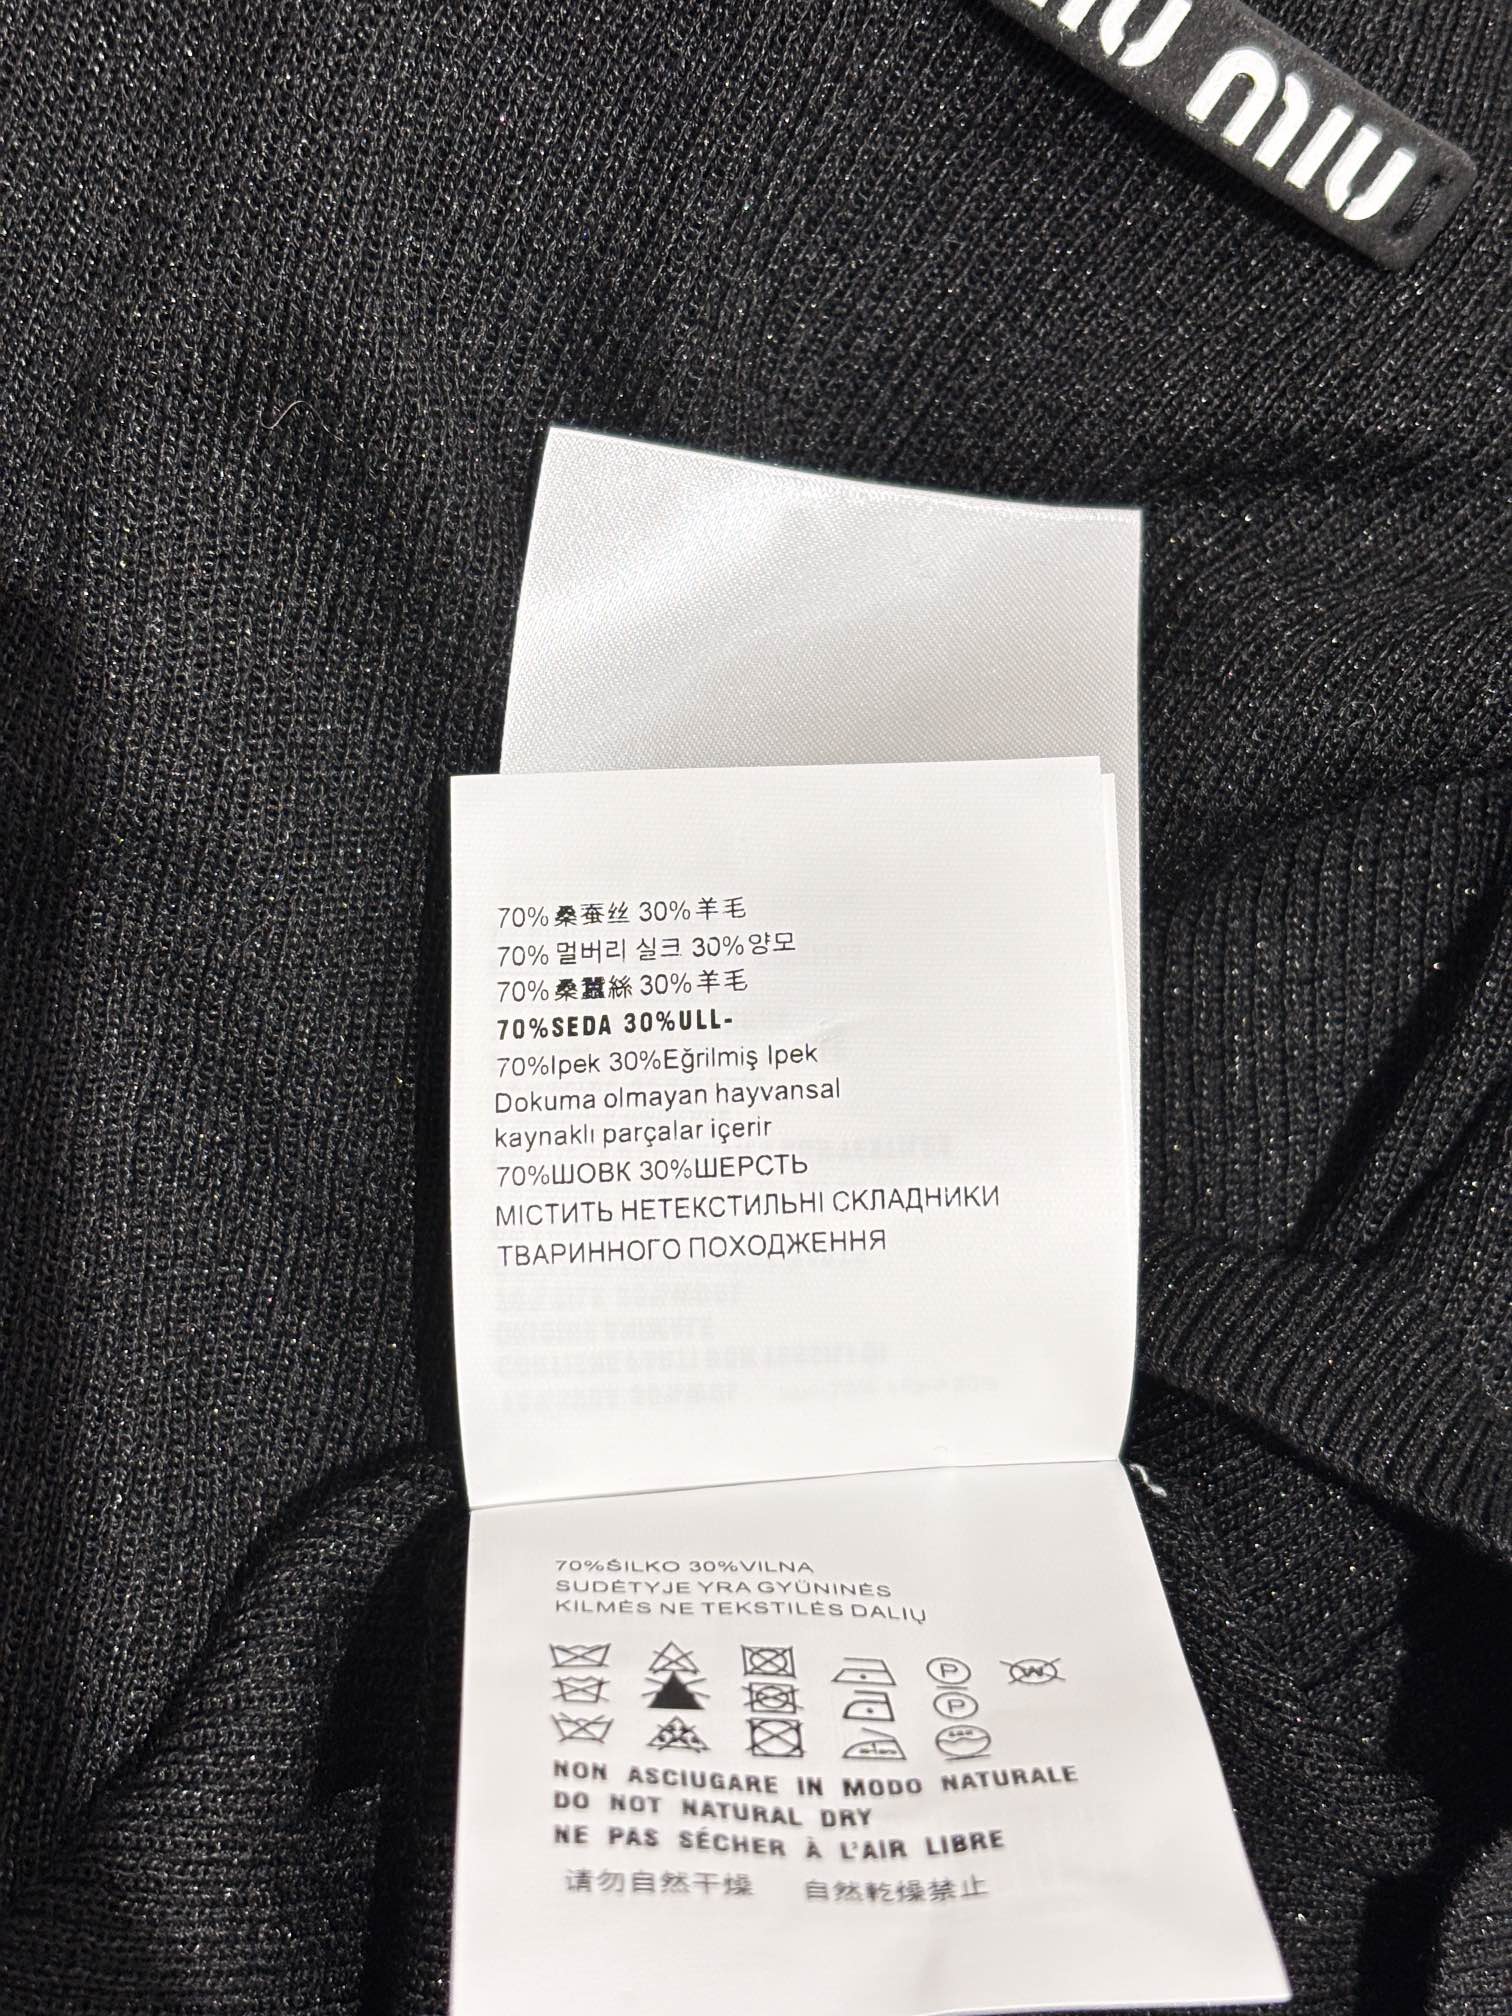 MIU MIU
70%桑蚕丝 30%羊毛
70% 멀버리 실크 30%양모
70%桑蠶絲 30%羊毛
70%SEDA 30%ULL-
70%Ipek 30%Eğrilmiş Ipek
Dokuma olmayan hayvansal
kaynaklı parçalar içerir
70%ШОВК 30%ШЕРСТЬ
МІСТИТЬ НЕТЕКСТИЛЬНІ СКЛАДНИКИ
ТВАРИННОГО ПОХОДЖЕННЯ
70%ŠILKO 30%VILNA
SUDĖTYJE YRA GYŪNINĖS
KILMĖS NE TEKSTILĖS DALIŲ
P W
P
NON ASCIUGARE IN MODO NATURALE
DO NOT NATURAL DRY
NE PAS SÉCHER À L'AIR LIBRE
请勿自然干燥 自然乾燥禁止